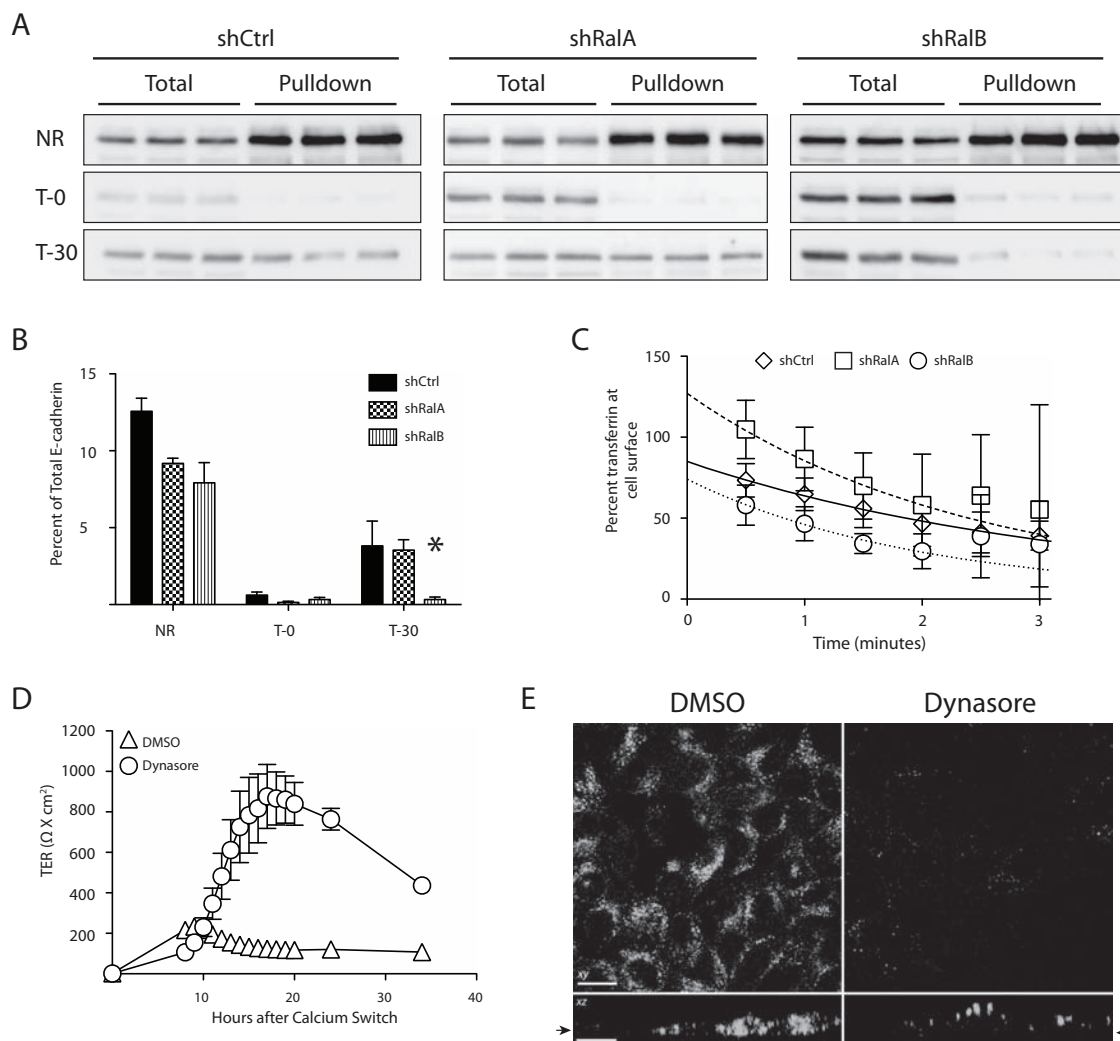 A
shCtrl
shRalA
shRalB
Total Pulldown
Total Pulldown
Total Pulldown
NR
T-0
T-30
B
Percent of Total E-cadherin
15
10
5
shCtrl
shRalA
shRalB
*
NR T-0 T-30
C
shCtrl shRalA shRalB
Percent transferrin at
cell surface
150
100
50
0
0 1 2 3
Time (minutes)
D
TER (Ω X cm²)
1200
1000
800
600
400
200
DMSO
Dynasore
10 20 30 40
Hours after Calcium Switch
E
DMSO Dynasore
xy
xz